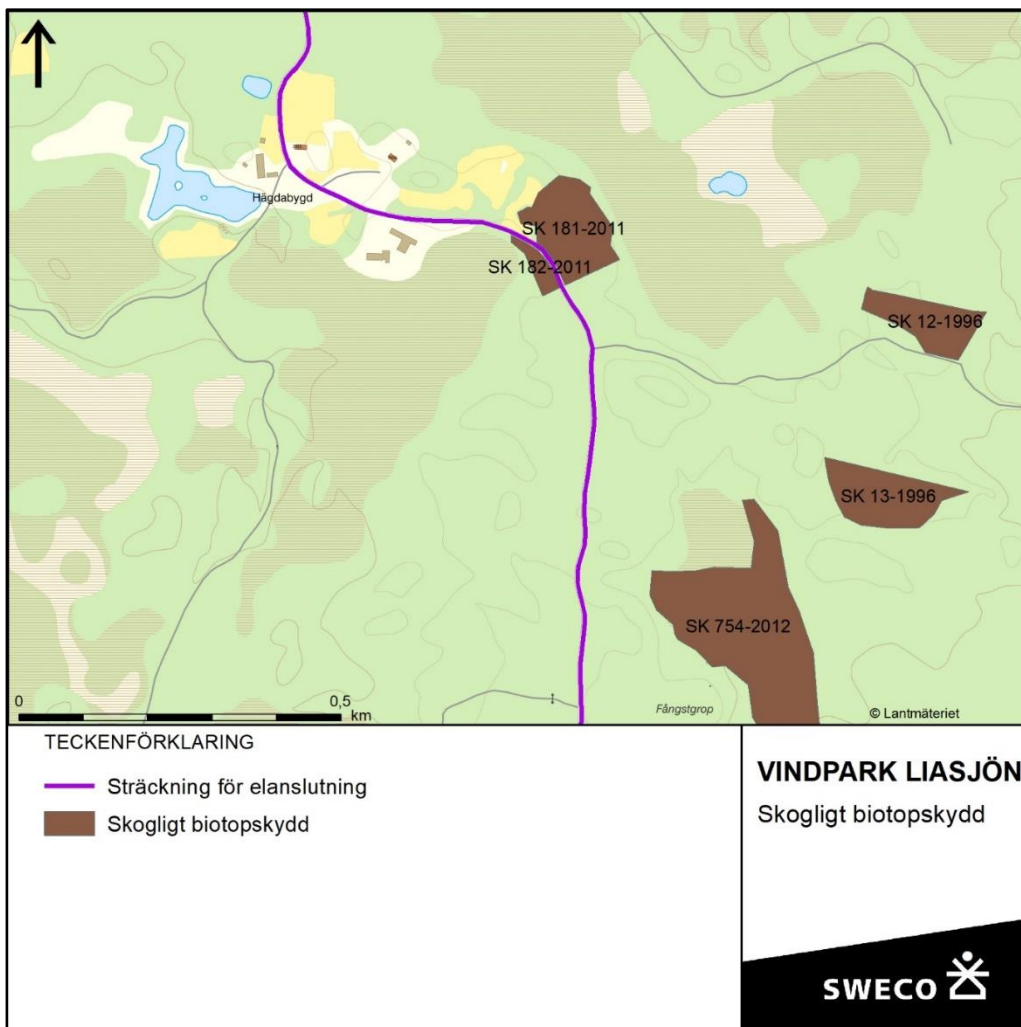 Hägdabygd
SK 181-2011
SK 182-2011
SK 12-1996
SK 13-1996
SK 754-2012
0 0,5
km
Fångstgrop
© Lantmäteriet
TECKENFÖRKLARING
Sträckning för elanslutning
Skogligt biotopskydd
VINDPARK LIASJÖN
Skogligt biotopskydd
SWECO